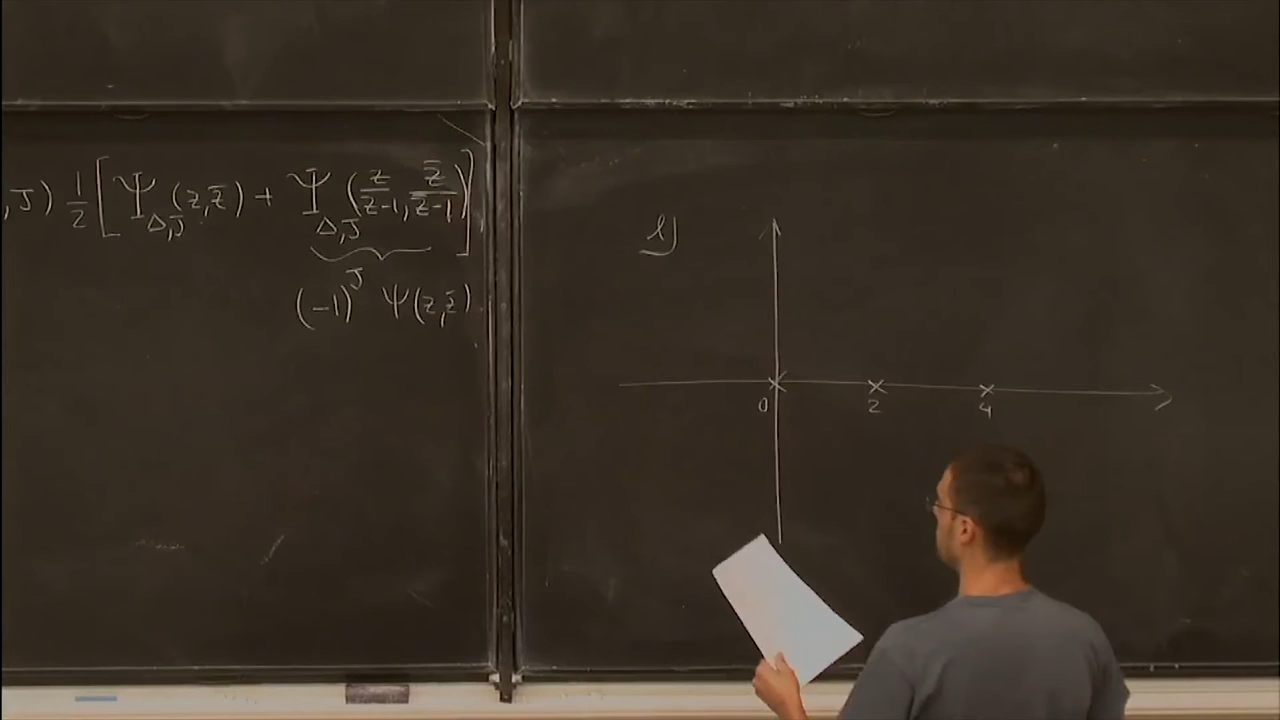 , J) 1/2 [ Ψ_{Δ,J} (z, z̄) + Ψ_{Δ,J} (z/(z-1), z̄/(z̄-1)) ]
(-1)^J Ψ(z, z̄)
0 2 4